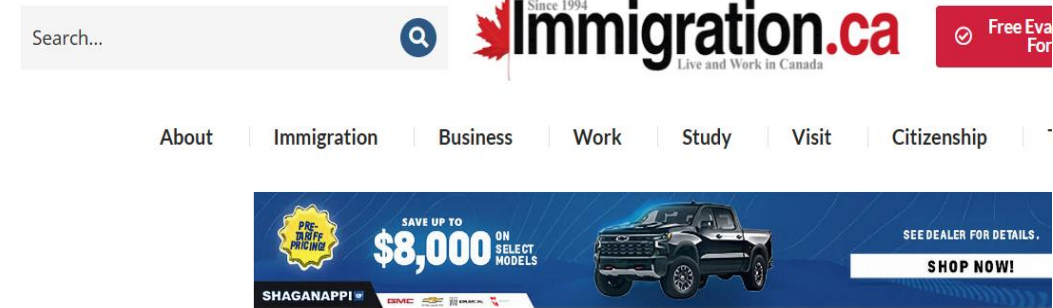 Search...
Since 1994
Immigration.ca
Live and Work in Canada
Free Eva
For
About Immigration Business Work Study Visit Citizenship T
PRE-
TARIFF
PRICING!
SAVE UP TO
$8,000 ON
SELECT
MODELS
SEE DEALER FOR DETAILS.
SHOP NOW!
SHAGANAPPI
GMC BUICK